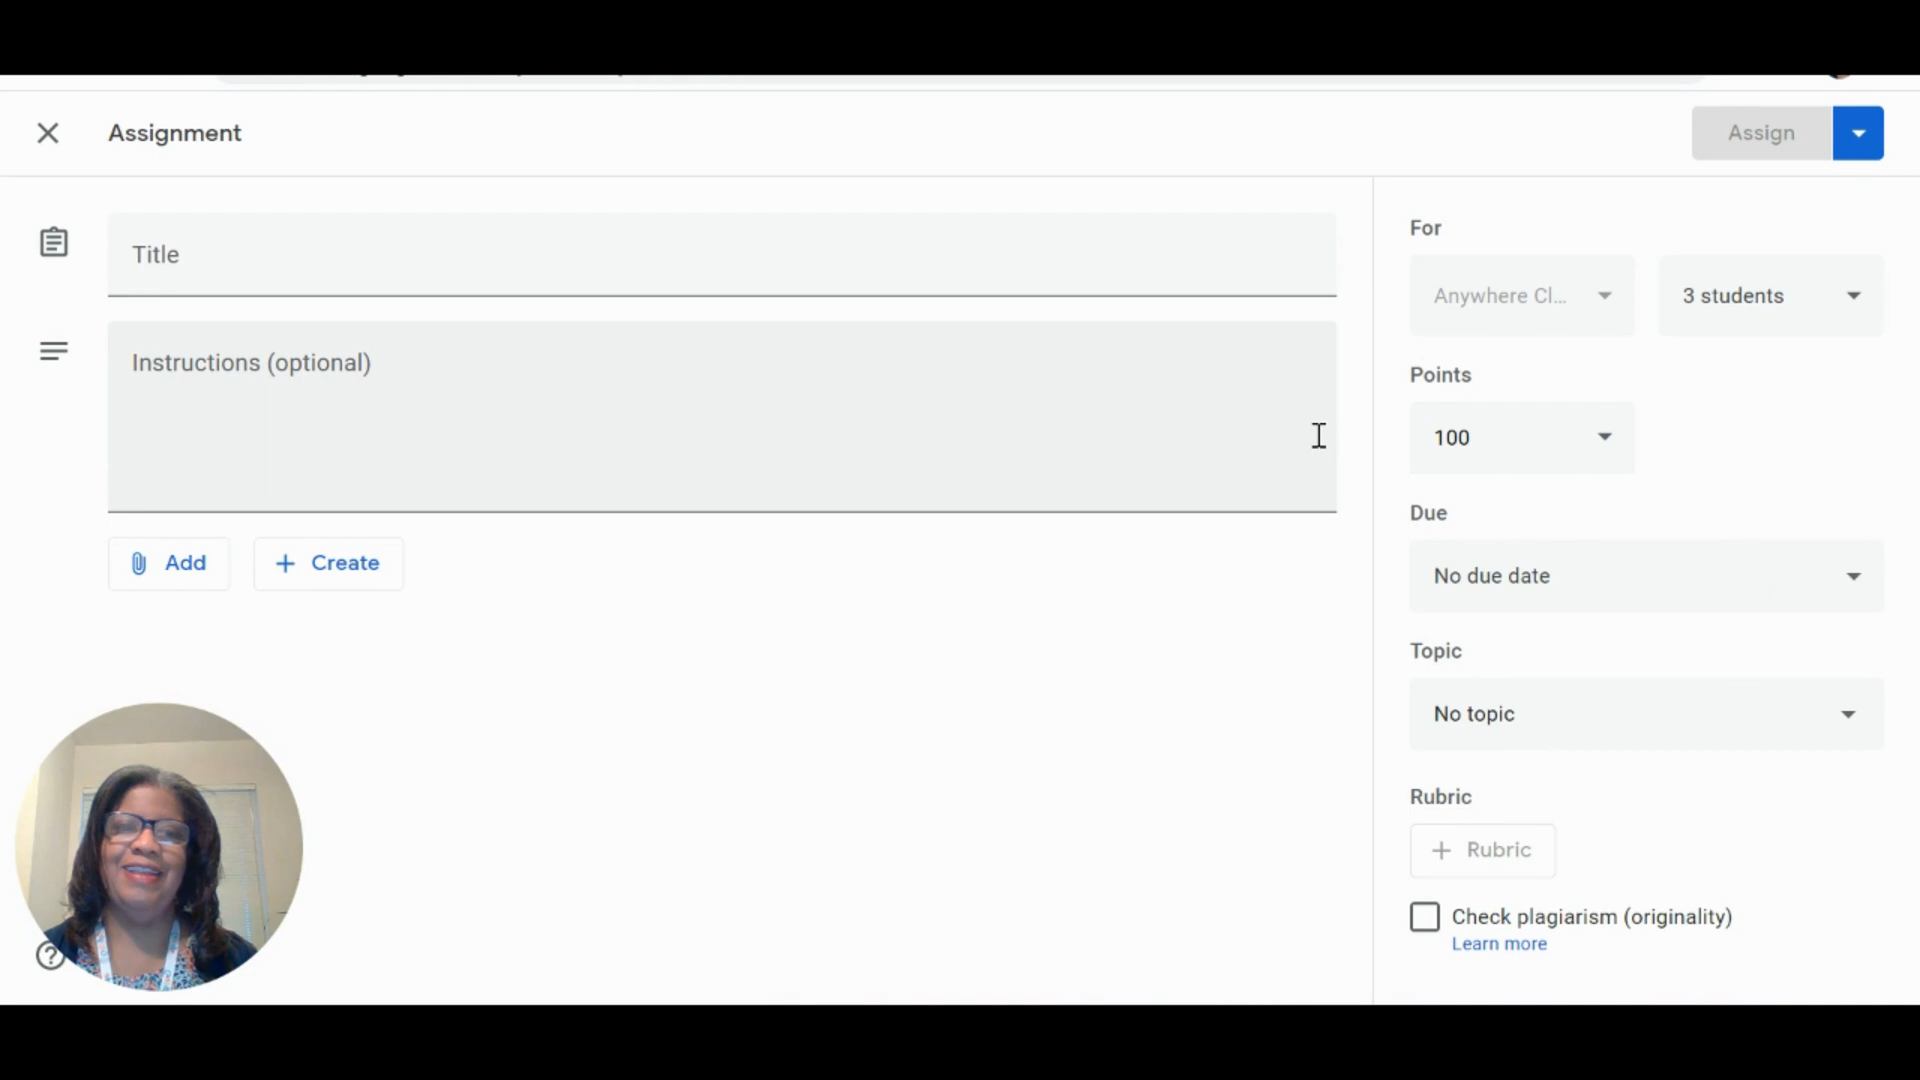 Assignment
Assign
Title
Instructions (optional)
Add
Create
For
Anywhere Cl...
3 students
Points
100
Due
No due date
Topic
No topic
Rubric
Rubric
Check plagiarism (originality)
Learn more